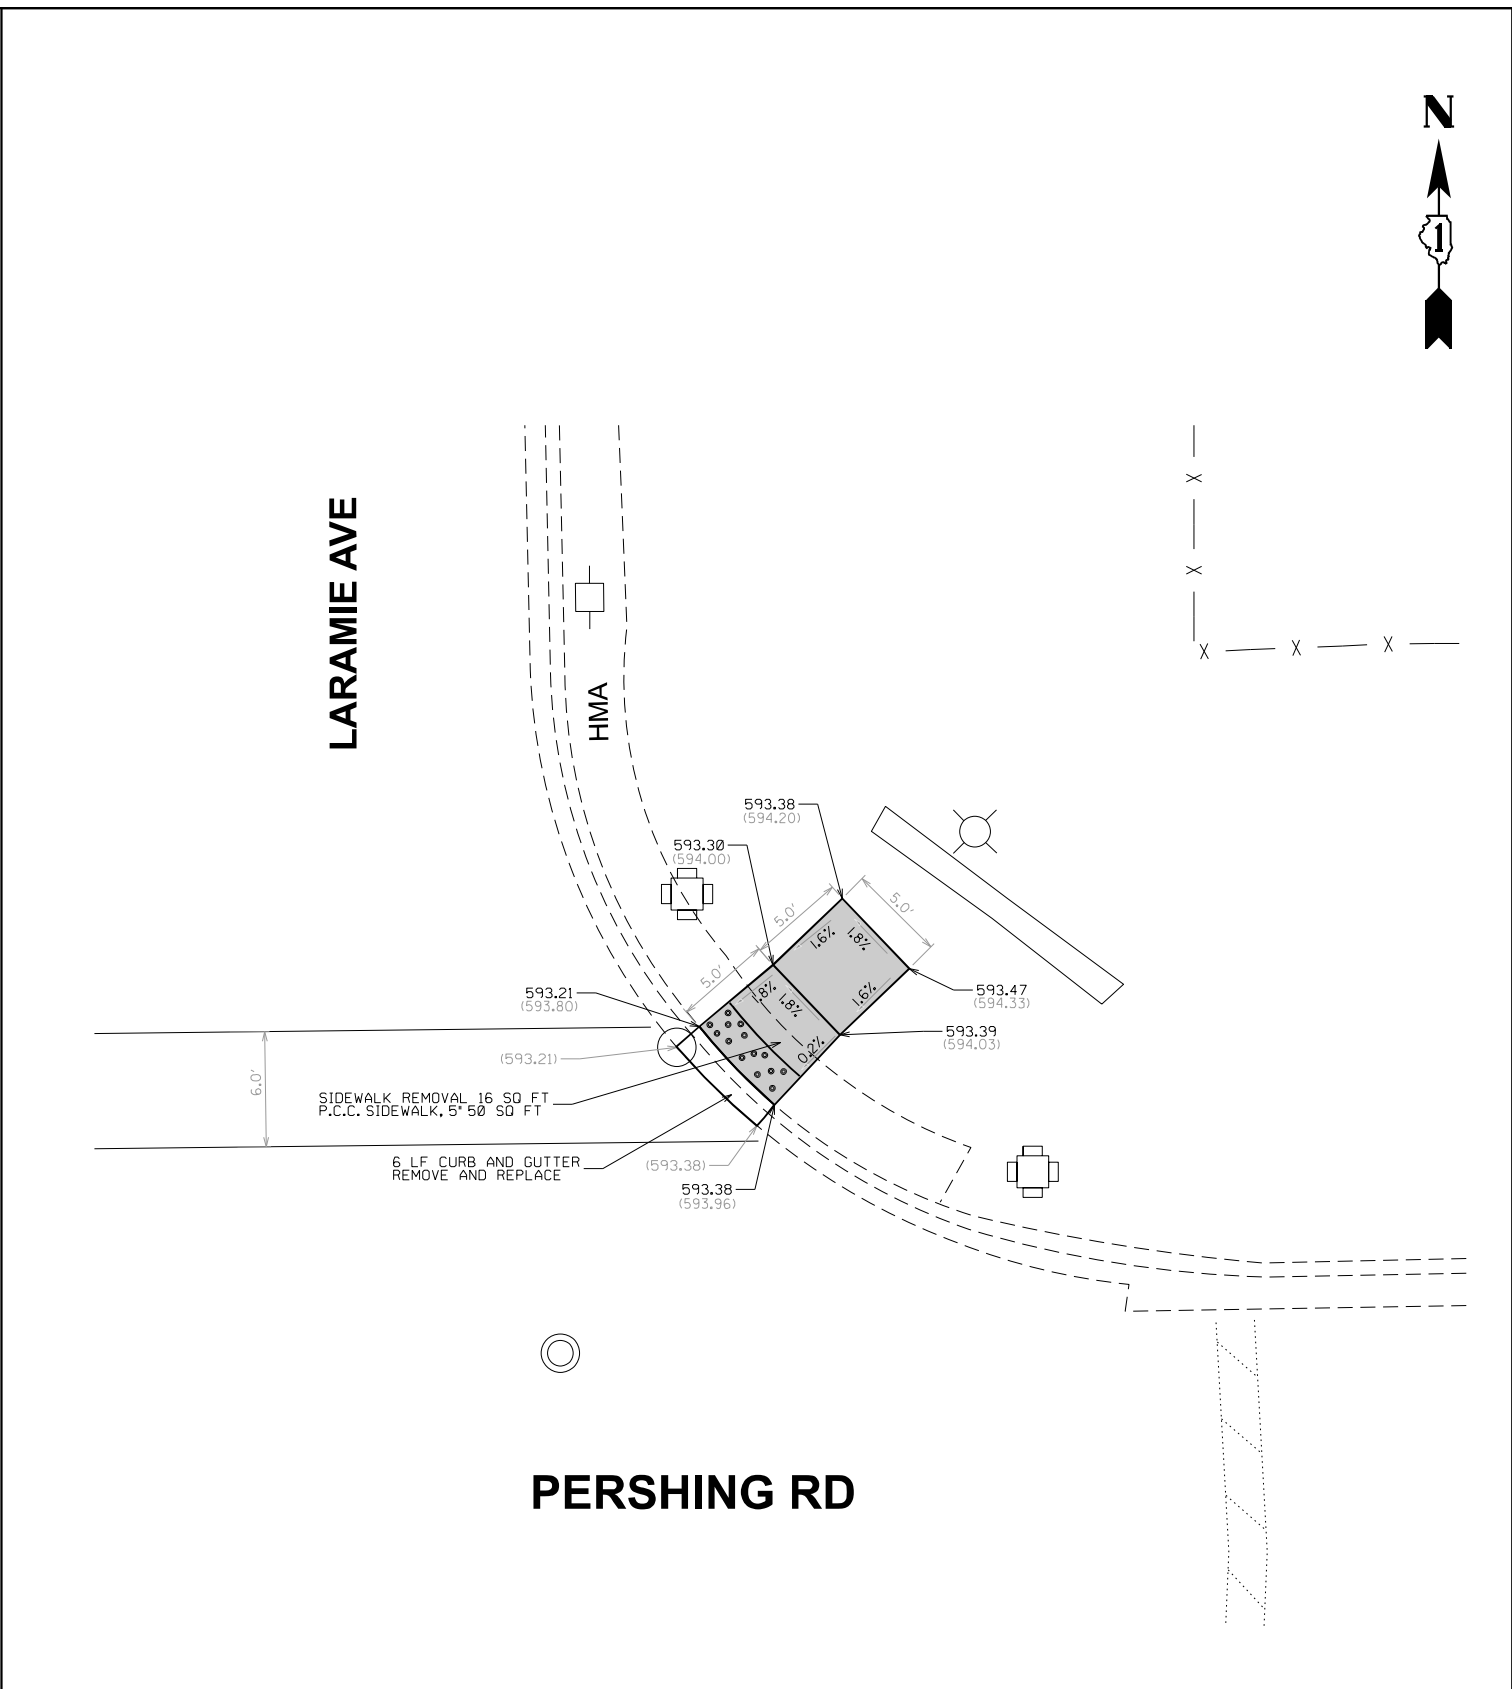 N
1
LARAMIE AVE
HMA
593.38
(594.20)
593.30
(594.00)
5.0'
5.0'
5.0'
1.6%
1.8%
1.6%
1.8%
1.8%
0.2%
593.21
(593.80)
593.47
(594.33)
593.39
(594.03)
(593.21)
6.0'
SIDEWALK REMOVAL 16 SQ FT
P.C.C. SIDEWALK, 5" 50 SQ FT
6 LF CURB AND GUTTER
REMOVE AND REPLACE
(593.38)
593.38
(593.96)
X
X
X
X
X
PERSHING RD